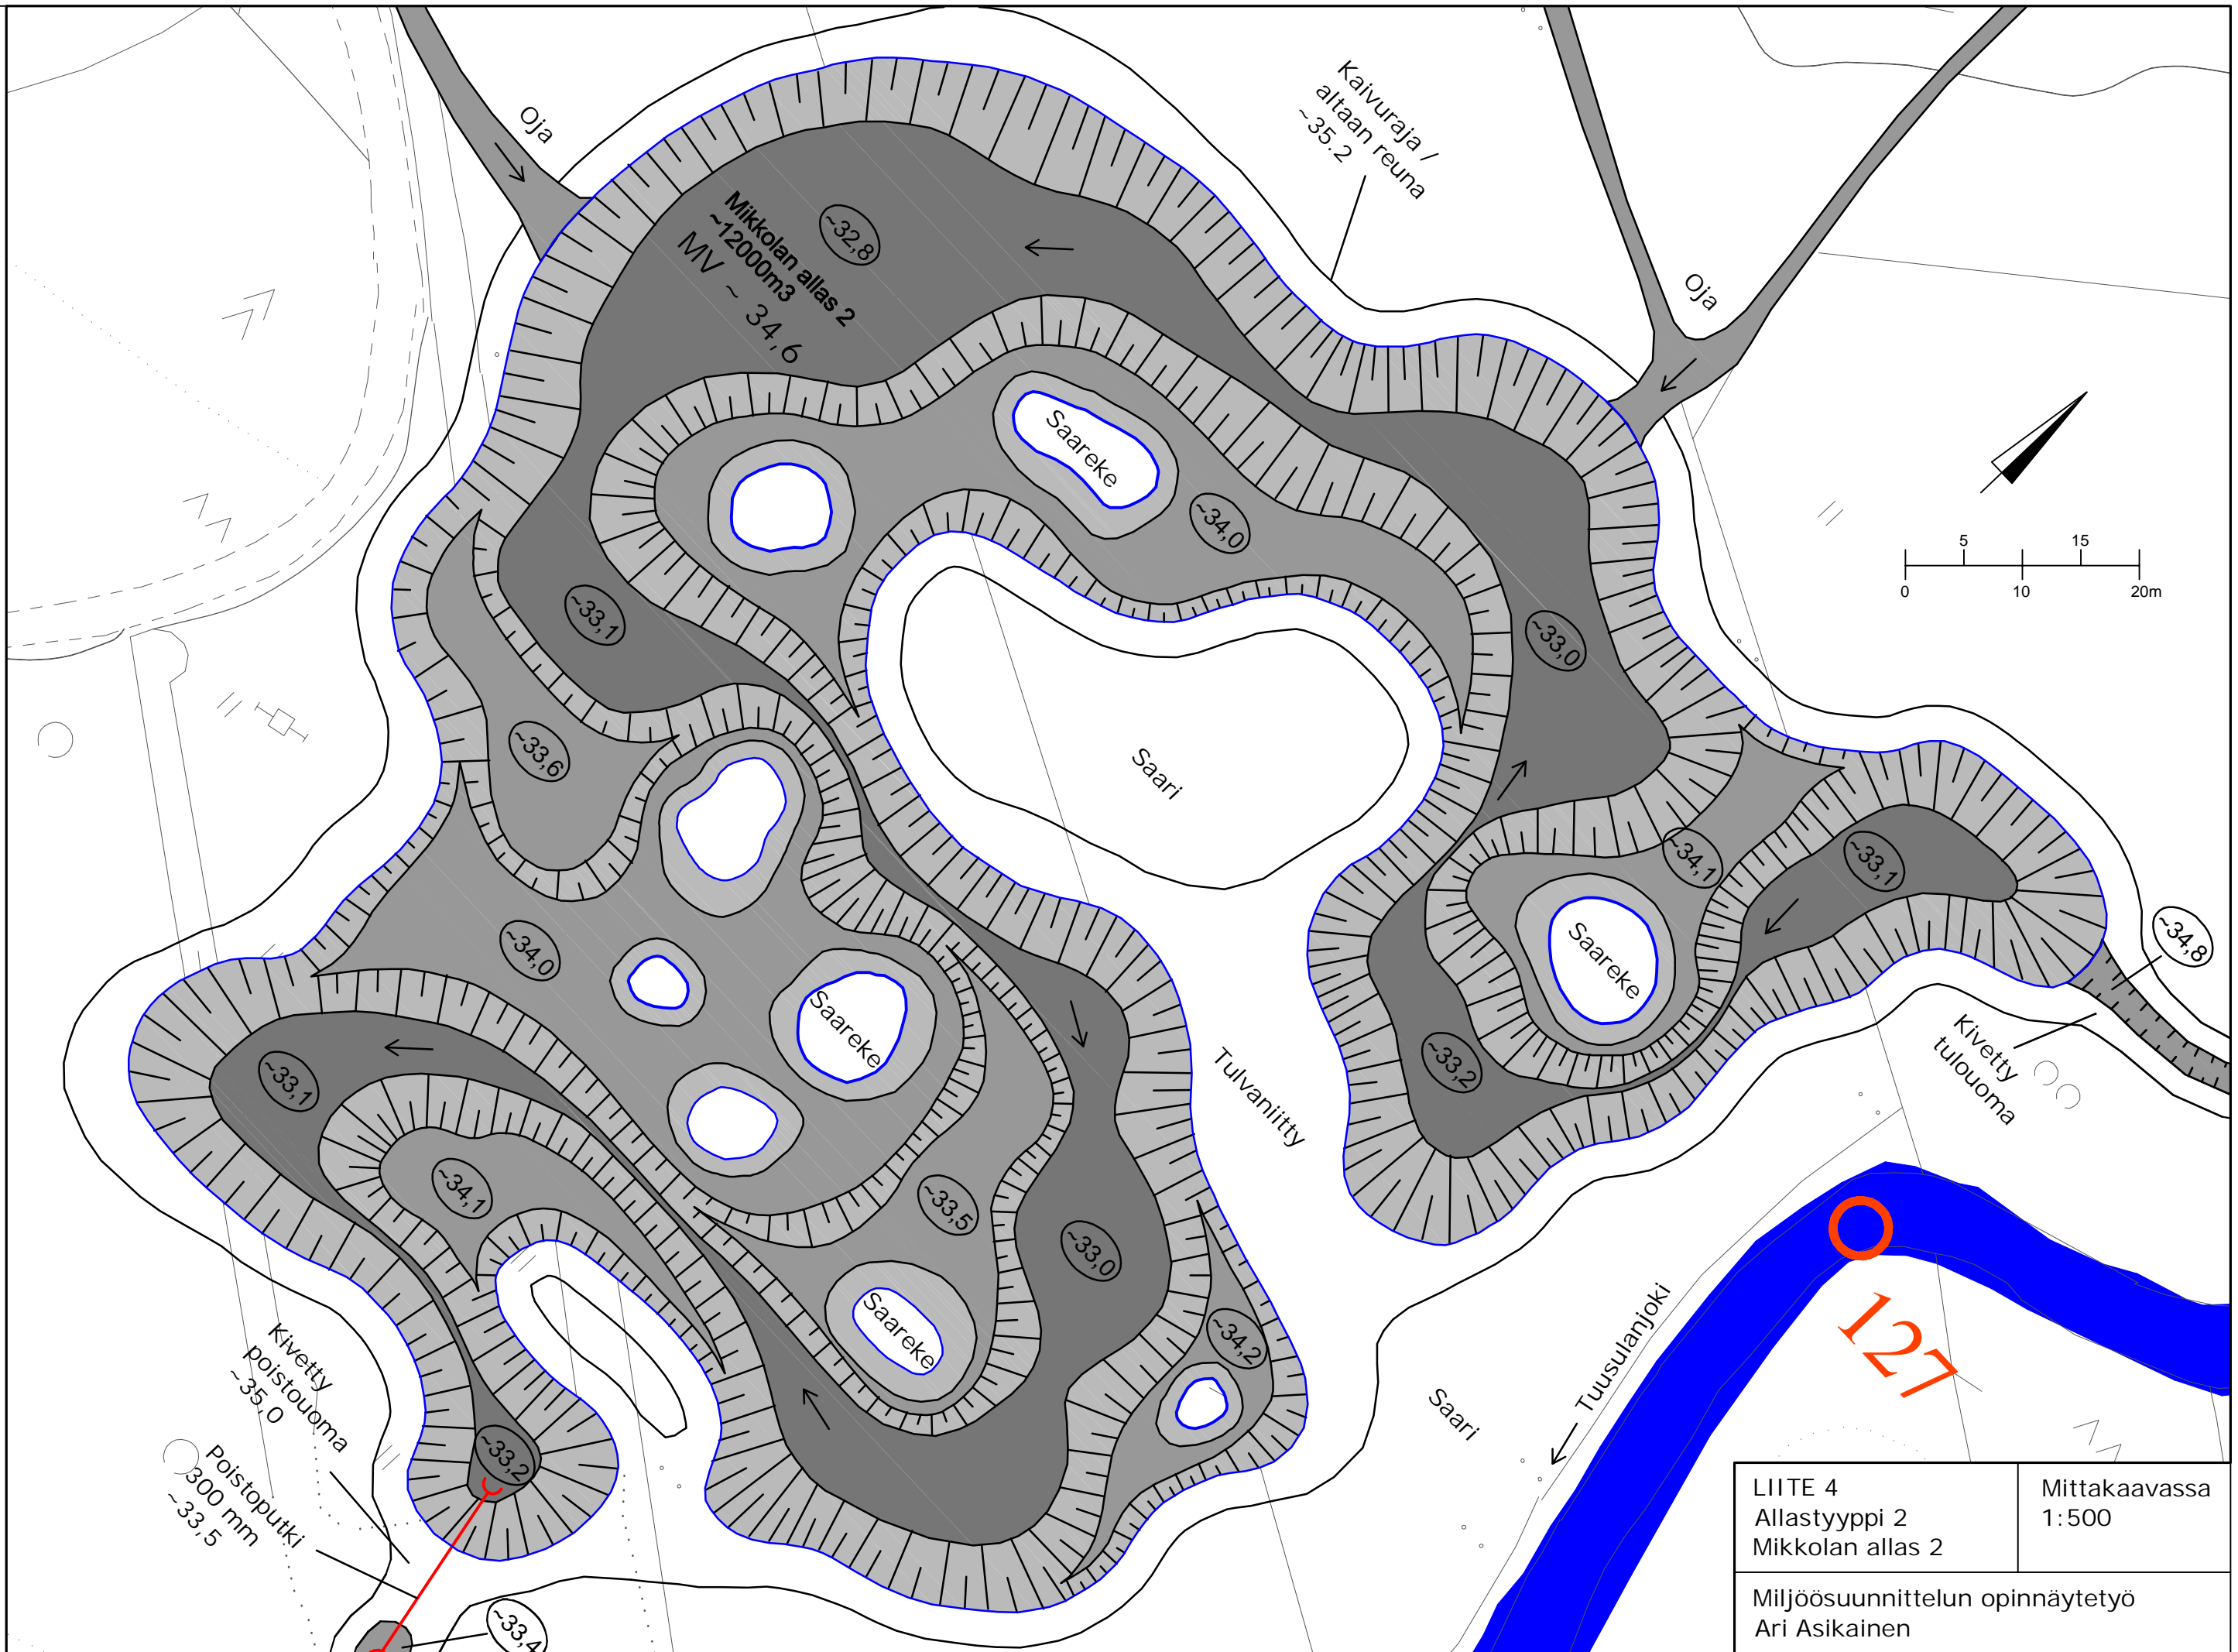 Oja
Kaivuraja /
altaan reuna
~35.2
Oja
Mikkolan allas 2
~12000m3
MV ~ 34,6
~32,8
Saareke
~34,0
5
15
0
10
20m
~33,1
~33,0
~33,6
Saari
~34,1
~33,1
~34,0
Saareke
~34,8
Saareke
Kivetty
tulouoma
~33,1
Tulvaniitty
~33,2
~34,1
~33,5
~33,0
Saareke
~34,2
Kivetty
poistouoma
~35,0
Saari
Tuusulanjoki
127
Poistoputki
300 mm
~33,5
~33,2
~33,4
LIITE 4
Allastyyppi 2
Mikkolan allas 2
Mittakaavassa
1:500
Miljöösuunnittelun opinnäytetyö
Ari Asikainen